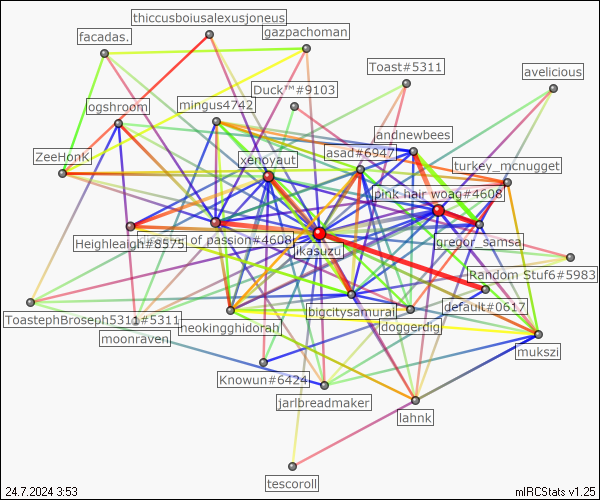 thiccusboiusalexusjoneus
facadas.
gazpachoman
Toast#5311
avelicious
Duck™#9103
ogshroom
mingus4742
andnewbees
ZeeHonK
xenoyaut
asad#6947
turkey_mcnugget
pink hair woag#4608
Heighleaigh#8575
of passion#4608
ikasuzu
gregor_samsa
Random Stuf6#5983
ToastephBroseph5311#5311
neokingghidorah
bigcitysamurai
default#0617
moonraven
doggerdig
mukszi
Knowun#6424
jarlbreadmaker
lahnk
tescoroll
24.7.2024 3:53
mIRCStats v1.25